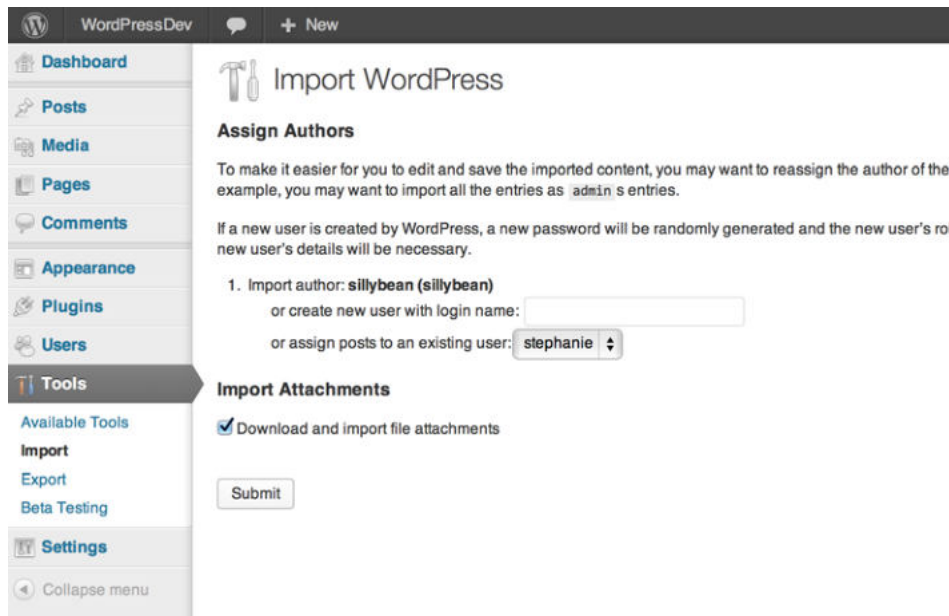 WordPressDev + New
Dashboard
Posts
Media
Pages
Comments
Appearance
Plugins
Users
Tools
Available Tools
Import
Export
Beta Testing
Settings
Collapse menu
Import WordPress
Assign Authors
To make it easier for you to edit and save the imported content, you may want to reassign the author of the
example, you may want to import all the entries as admin s entries.
If a new user is created by WordPress, a new password will be randomly generated and the new user's
new user's details will be necessary.
1. Import author: sillybean (sillybean)
or create new user with login name:
or assign posts to an existing user: stephanie
Import Attachments
Download and import file attachments
Submit